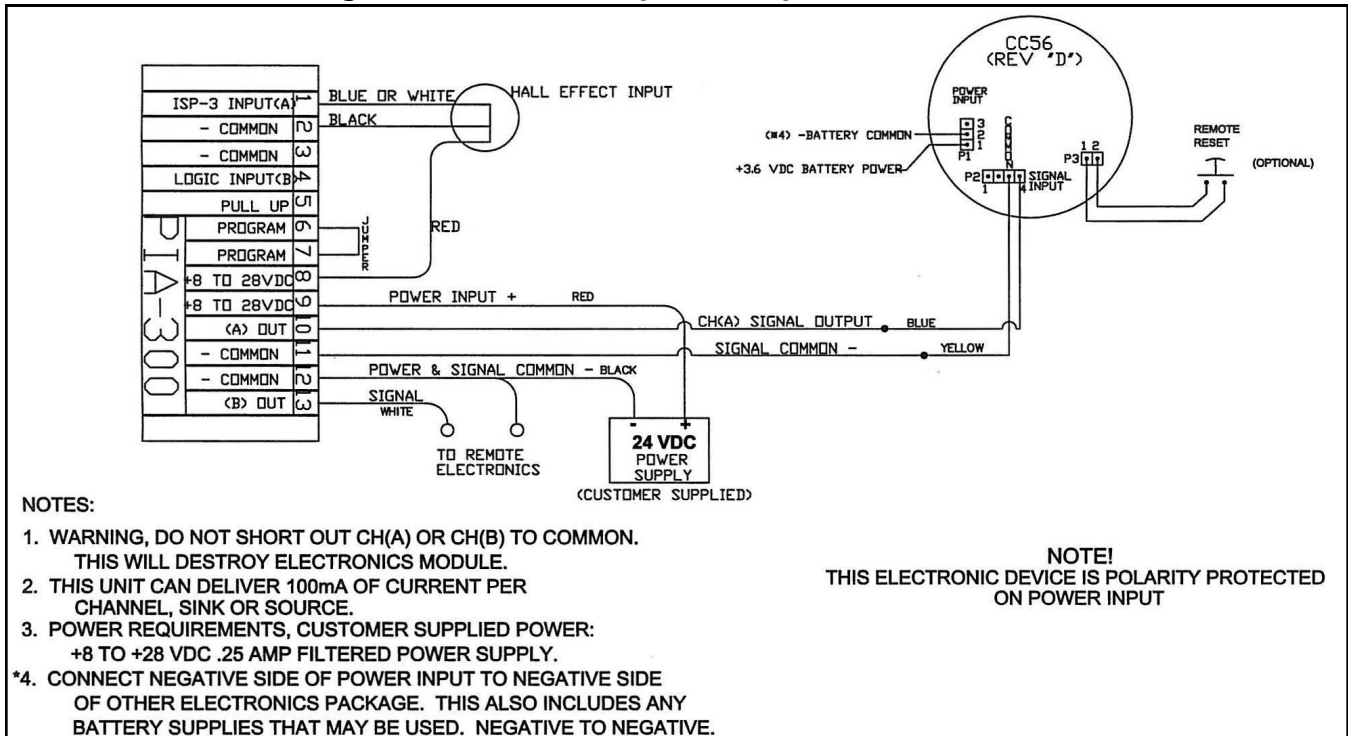 ISP-3 INPUT(A) 1
- COMMON 2
- COMMON 3
LOGIC INPUT(B) 4
PULL UP 5
PROGRAM 6
PROGRAM 7
+8 TO 28VDC 8
+8 TO 28VDC 9
(A) OUT 10
- COMMON 11
- COMMON 12
(B) OUT 13
PIA-300
BLUE OR WHITE
BLACK
HALL EFFECT INPUT
JUMPER
RED
POWER INPUT + RED
CH(A) SIGNAL OUTPUT BLUE
SIGNAL COMMON - YELLOW
POWER & SIGNAL COMMON - BLACK
SIGNAL
WHITE
TO REMOTE
ELECTRONICS
- +
24 VDC
POWER
SUPPLY
(CUSTOMER SUPPLIED)
CC56
(REV "D")
POWER
INPUT
3
2
1
P1
COMMON
(*4) -BATTERY COMMON
+3.6 VDC BATTERY POWER
P2
1 4
SIGNAL
INPUT
1 2
P3
REMOTE
RESET
(OPTIONAL)
NOTES:
1. WARNING, DO NOT SHORT OUT CH(A) OR CH(B) TO COMMON.
THIS WILL DESTROY ELECTRONICS MODULE.
2. THIS UNIT CAN DELIVER 100mA OF CURRENT PER
CHANNEL, SINK OR SOURCE.
3. POWER REQUIREMENTS, CUSTOMER SUPPLIED POWER:
+8 TO +28 VDC .25 AMP FILTERED POWER SUPPLY.
*4. CONNECT NEGATIVE SIDE OF POWER INPUT TO NEGATIVE SIDE
OF OTHER ELECTRONICS PACKAGE. THIS ALSO INCLUDES ANY
BATTERY SUPPLIES THAT MAY BE USED. NEGATIVE TO NEGATIVE.
NOTE!
THIS ELECTRONIC DEVICE IS POLARITY PROTECTED
ON POWER INPUT